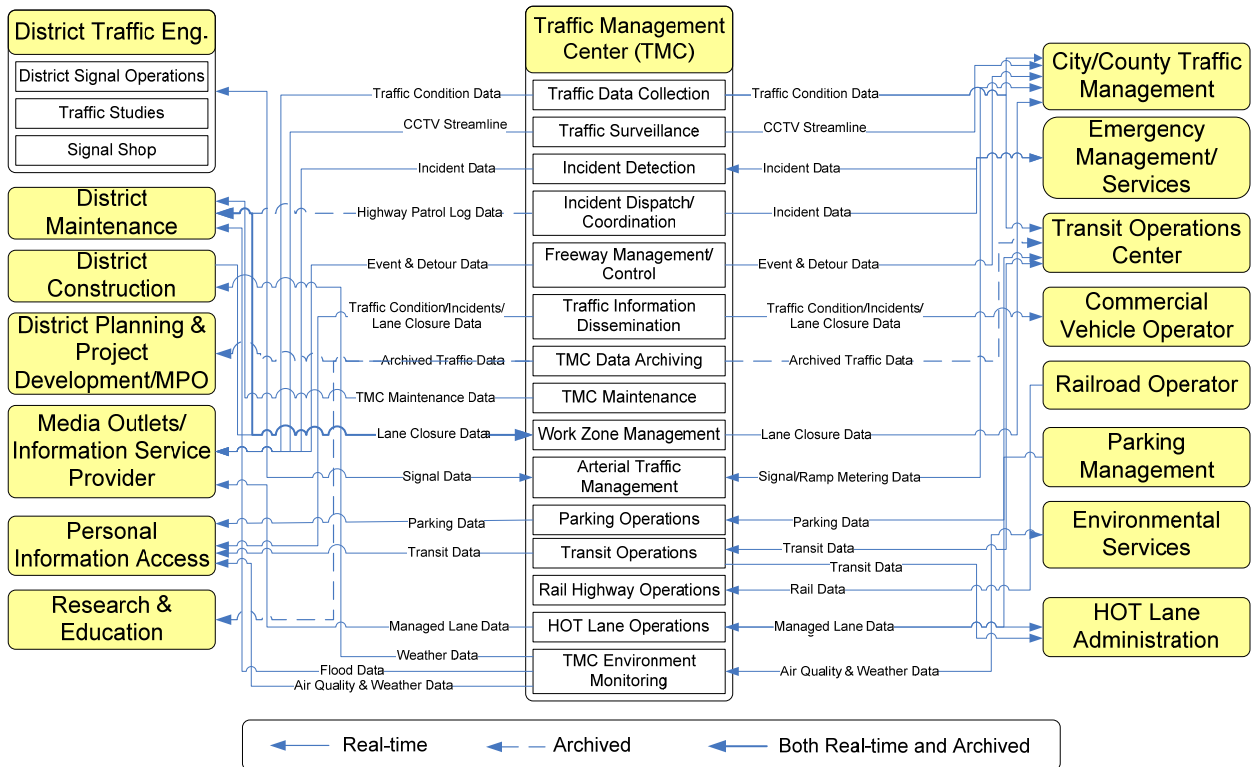 District Traffic Eng.
District Signal Operations
Traffic Studies
Signal Shop
District
Maintenance
District
Construction
District Planning &
Project
Development/MPO
Media Outlets/
Information Service
Provider
Personal
Information Access
Research &
Education
Traffic Condition Data
CCTV Streamline
Incident Data
Highway Patrol Log Data
Event & Detour Data
Traffic Condition/Incidents/
Lane Closure Data
Archived Traffic Data
TMC Maintenance Data
Lane Closure Data
Signal Data
Parking Data
Transit Data
Managed Lane Data
Weather Data
Flood Data
Air Quality & Weather Data
Traffic Management
Center (TMC)
Traffic Data Collection
Traffic Surveillance
Incident Detection
Incident Dispatch/
Coordination
Freeway Management/
Control
Traffic Information
Dissemination
TMC Data Archiving
TMC Maintenance
Work Zone Management
Arterial Traffic
Management
Parking Operations
Transit Operations
Rail Highway Operations
HOT Lane Operations
TMC Environment
Monitoring
Traffic Condition Data
CCTV Streamline
Incident Data
Incident Data
Event & Detour Data
Traffic Condition/Incidents/
Lane Closure Data
Archived Traffic Data
Lane Closure Data
Signal/Ramp Metering Data
Parking Data
Transit Data
Transit Data
Rail Data
Managed Lane Data
Air Quality & Weather Data
City/County Traffic
Management
Emergency
Management/
Services
Transit Operations
Center
Commercial
Vehicle Operator
Railroad Operator
Parking
Management
Environmental
Services
HOT Lane
Administration
Real-time
Archived
Both Real-time and Archived